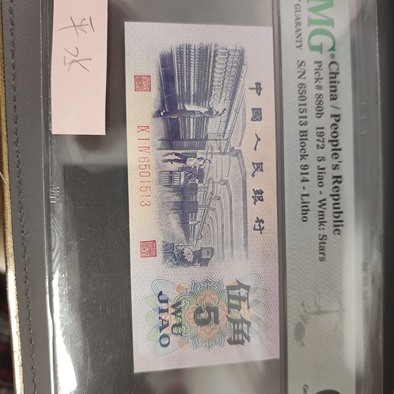 平水
MG
GUARANTY
China / People's Republic
Pick# 880b 1972 5 Jiao - Wmk: Stars
S/N 6501513 Block 914 - Litho
中國人民銀行
IX I IV 6501513
伍角
5
WU
JIAO